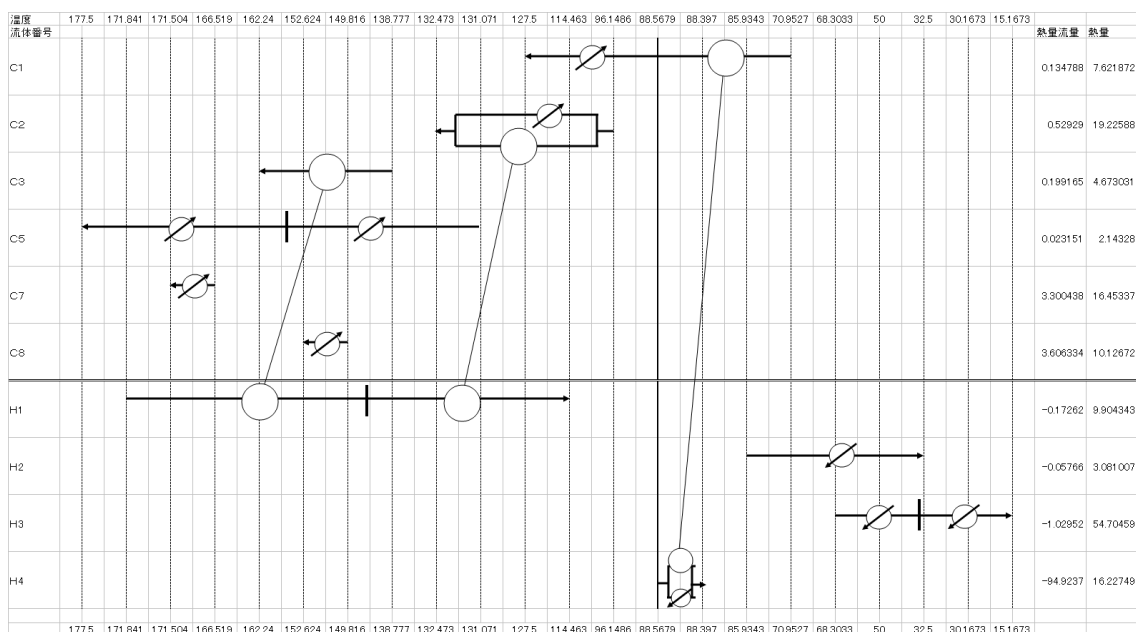 温度 177.5 171.841 171.504 166.519 162.24 152.624 149.816 138.777 132.473 131.071 127.5 114.463 96.1486 88.5679 88.397 85.9343 70.9527 68.3033 50 32.5 30.1673 15.1673
流体番号 熱量流量 熱量
C1 0.134788 7.621872
C2 0.52929 19.22588
C3 0.199165 4.673031
C5 0.023151 2.14328
C7 3.300438 16.45337
C8 3.606334 10.12672
H1 -0.17262 9.904343
H2 -0.05766 3.081007
H3 -1.02952 54.70459
H4 -94.9237 16.22749
177.5 171.841 171.504 166.519 162.24 152.624 149.816 138.777 132.473 131.071 127.5 114.463 96.1486 88.5679 88.397 85.9343 70.9527 68.3033 50 32.5 30.1673 15.1673